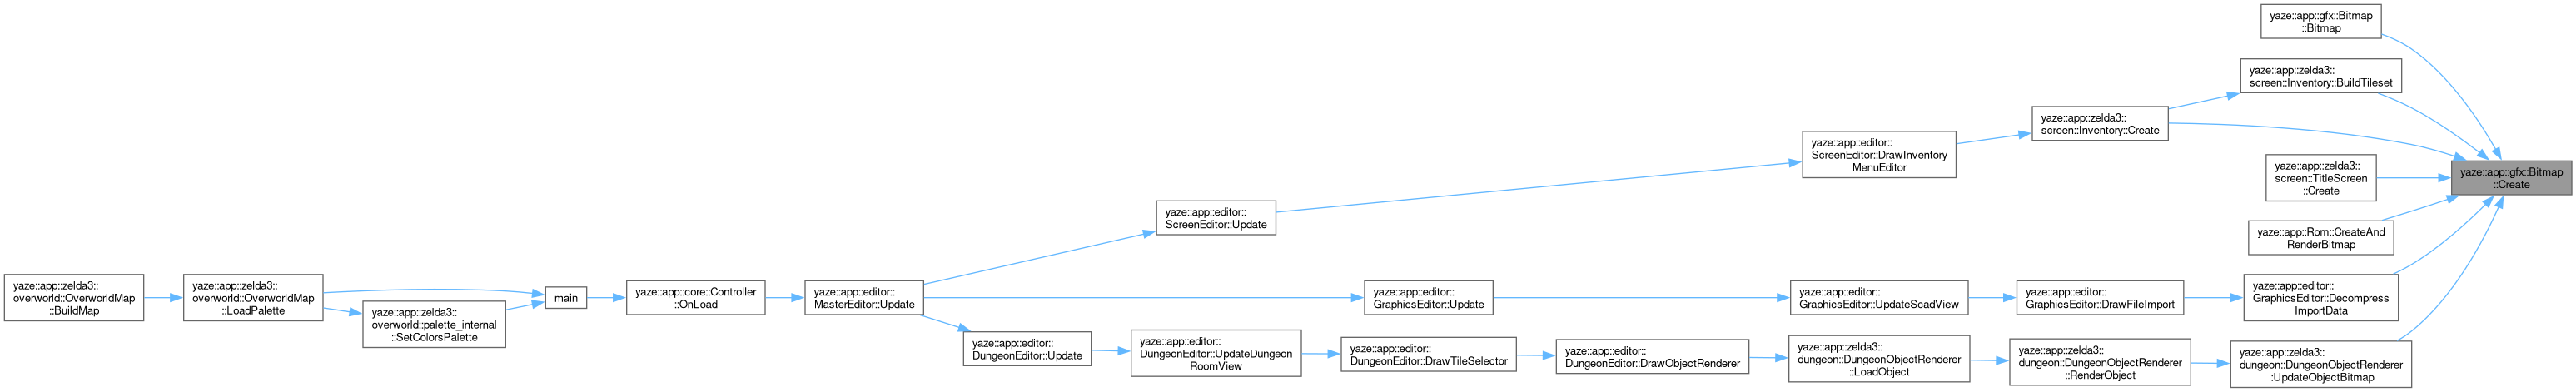 yaze::app::gfx::Bitmap
::Bitmap
yaze::app::zelda3::
screen::Inventory::BuildTileset
yaze::app::zelda3::
screen::Inventory::Create
yaze::app::editor::
ScreenEditor::DrawInventory
MenuEditor
yaze::app::zelda3::
screen::TitleScreen
::Create
yaze::app::gfx::Bitmap
::Create
yaze::app::editor::
ScreenEditor::Update
yaze::app::Rom::CreateAnd
RenderBitmap
yaze::app::zelda3::
overworld::OverworldMap
::BuildMap
yaze::app::zelda3::
overworld::OverworldMap
::LoadPalette
yaze::app::zelda3::
overworld::palette_internal
::SetColorsPalette
main
yaze::app::core::Controller
::OnLoad
yaze::app::editor::
MasterEditor::Update
yaze::app::editor::
GraphicsEditor::Update
yaze::app::editor::
GraphicsEditor::UpdateScadView
yaze::app::editor::
GraphicsEditor::DrawFileImport
yaze::app::editor::
GraphicsEditor::Decompress
ImportData
yaze::app::editor::
DungeonEditor::Update
yaze::app::editor::
DungeonEditor::UpdateDungeon
RoomView
yaze::app::editor::
DungeonEditor::DrawTileSelector
yaze::app::editor::
DungeonEditor::DrawObjectRenderer
yaze::app::zelda3::
dungeon::DungeonObjectRenderer
::LoadObject
yaze::app::zelda3::
dungeon::DungeonObjectRenderer
::RenderObject
yaze::app::zelda3::
dungeon::DungeonObjectRenderer
::UpdateObjectBitmap